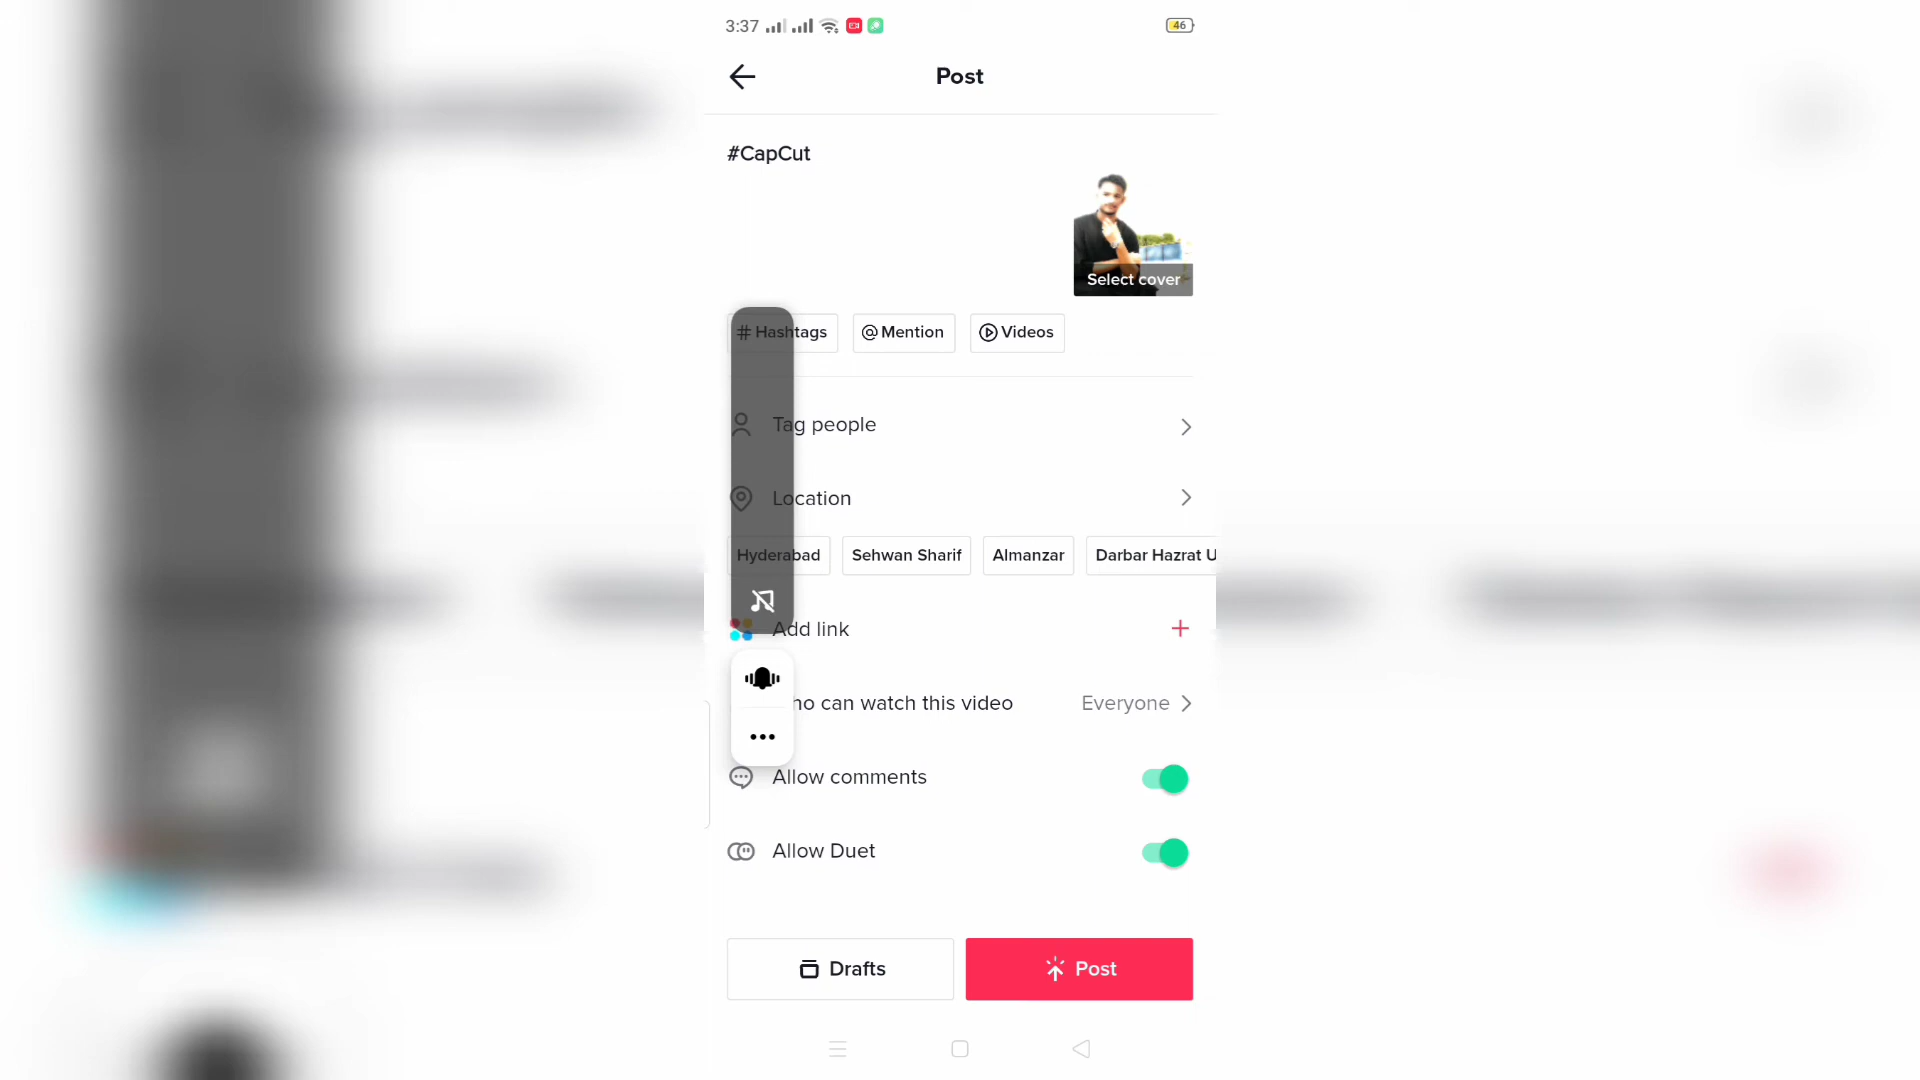 3:37
46
Post
#CapCut
Select cover
# Hashtags @ Mention Videos
Tag people
Location
Hyderabad Sehwan Sharif Almanzar Darbar Hazrat U
Add link
ho can watch this video Everyone
Allow comments
Allow Duet
Drafts Post